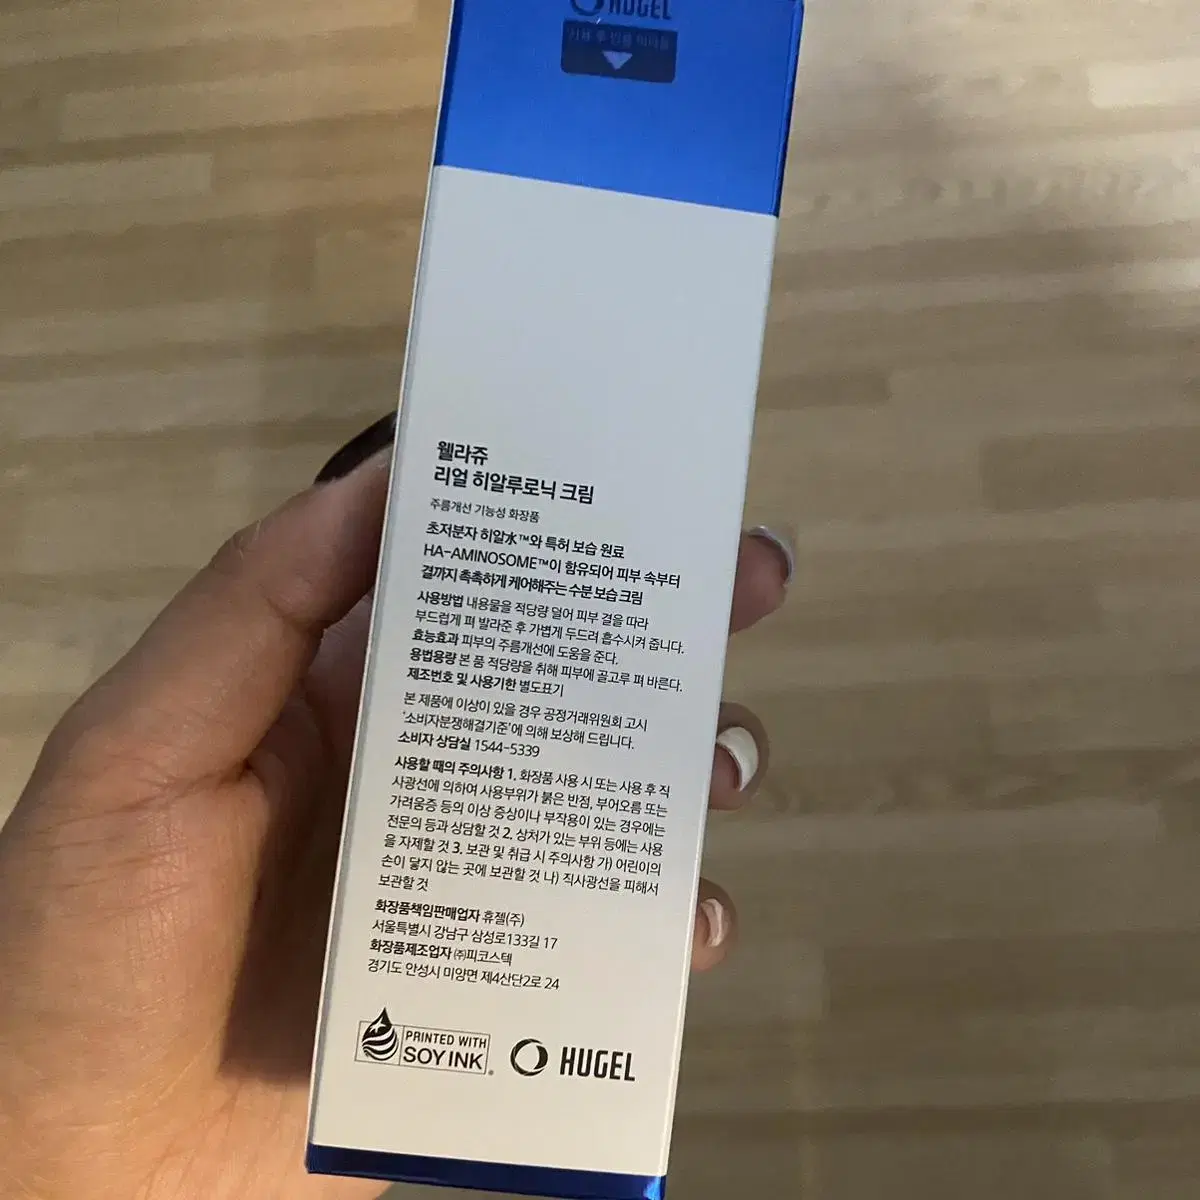 HUGEL
웰라쥬
리얼 히알루로닉 크림
주름개선 기능성 화장품
초저분자 히알水™와 특허 보습 원료
HA-AMINOSOME™이 함유되어 피부 속부터
결까지 촉촉하게 케어해주는 수분 보습 크림
사용방법 내용물을 적당량 덜어 피부 결을 따라
부드럽게 펴 발라준 후 가볍게 두드려 흡수시켜 줍니다.
효능효과 피부의 주름개선에 도움을 준다.
용법용량 본 품 적당량을 취해 피부에 골고루 펴 바른다.
제조번호 및 사용기한 별도표기
본 제품에 이상이 있을 경우 공정거래위원회 고시
'소비자분쟁해결기준'에 의해 보상해 드립니다.
소비자 상담실 1544-5339
사용할 때의 주의사항 1. 화장품 사용 시 또는 사용 후 직
사광선에 의하여 사용부위가 붉은 반점, 부어오름 또는
가려움증 등의 이상 증상이나 부작용이 있는 경우에는
전문의 등과 상담할 것 2. 상처가 있는 부위 등에는 사용
을 자제할 것 3. 보관 및 취급 시 주의사항 가) 어린이의
손이 닿지 않는 곳에 보관할 것 나) 직사광선을 피해서
보관할 것
화장품책임판매업자 휴젤(주)
서울특별시 강남구 삼성로133길 17
화장품제조업자 ㈜피코스텍
경기도 안성시 미양면 제4산단2로 24
PRINTED WITH
SOY INK
HUGEL